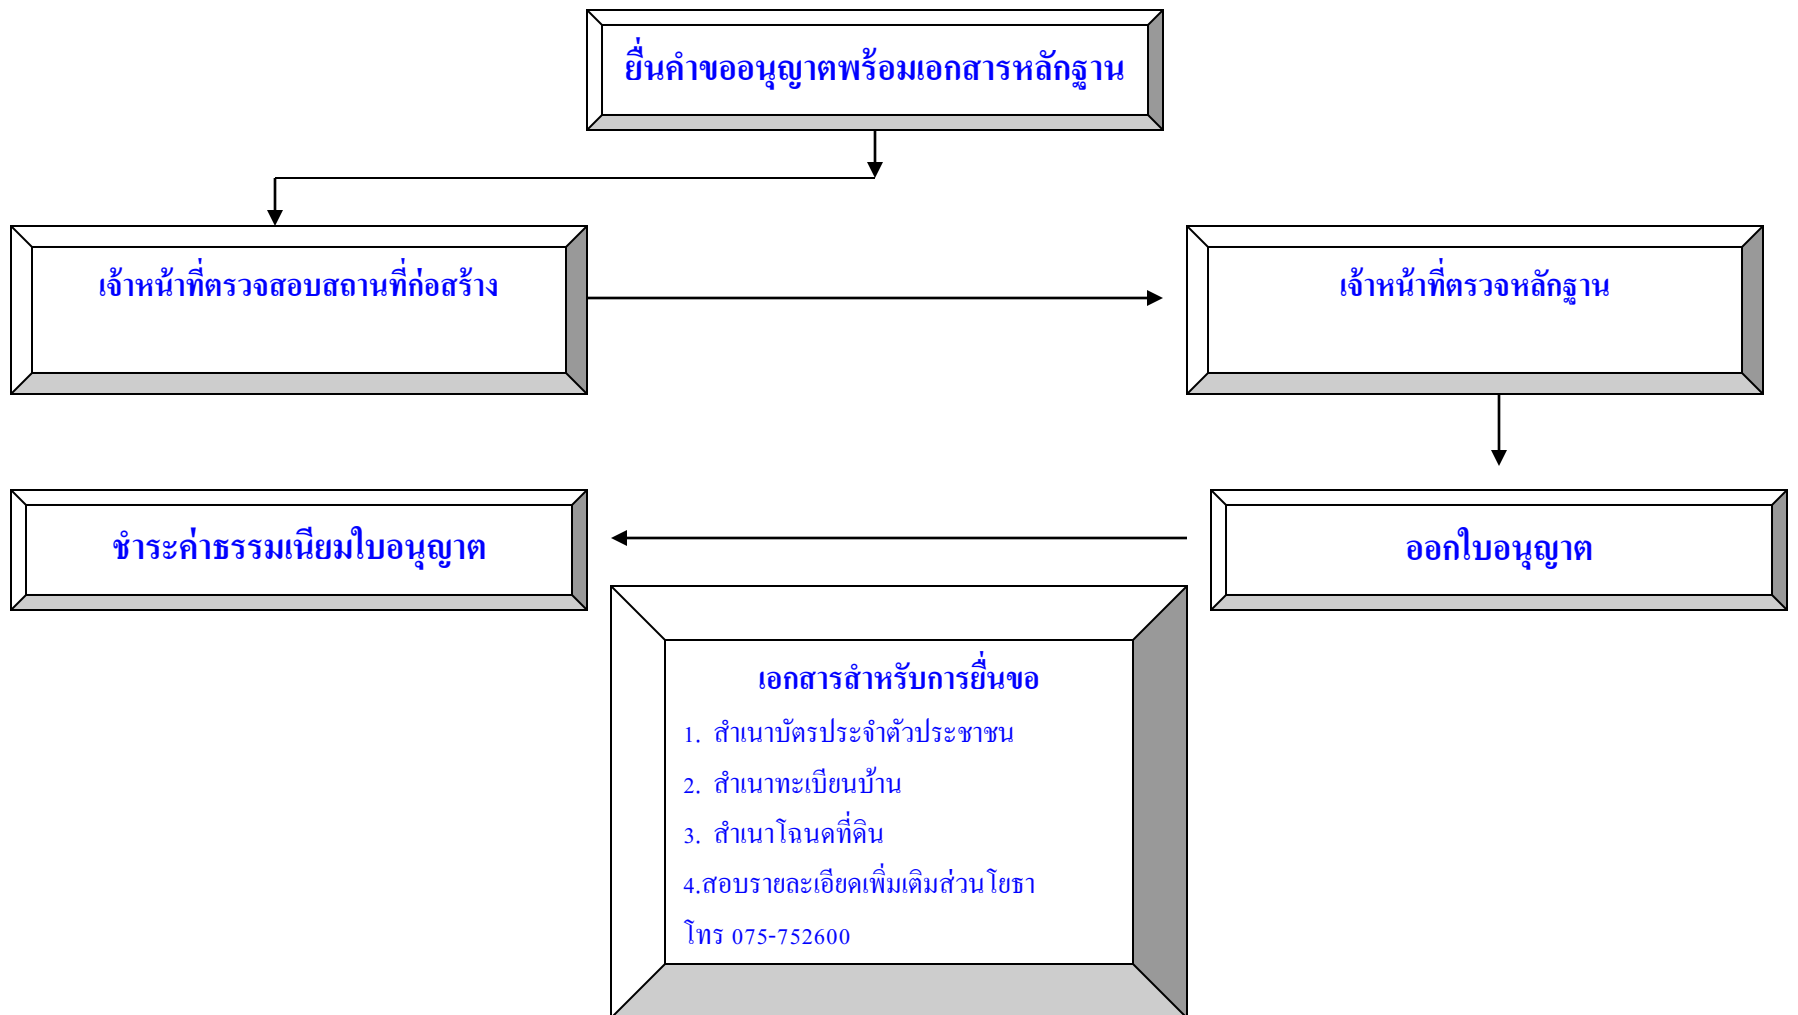 ยื่นคำขออนุญาตพร้อมเอกสารหลักฐาน
เจ้าหน้าที่ตรวจสอบสถานที่ก่อสร้าง
เจ้าหน้าที่ตรวจหลักฐาน
ออกใบอนุญาต
ชำระค่าธรรมเนียมใบอนุญาต
เอกสารสำหรับการยื่นขอ
1. สำเนาบัตรประจำตัวประชาชน
2. สำเนาทะเบียนบ้าน
3. สำเนาโฉนดที่ดิน
4.สอบรายละเอียดเพิ่มเติมส่วนโยธา
โทร 075-752600